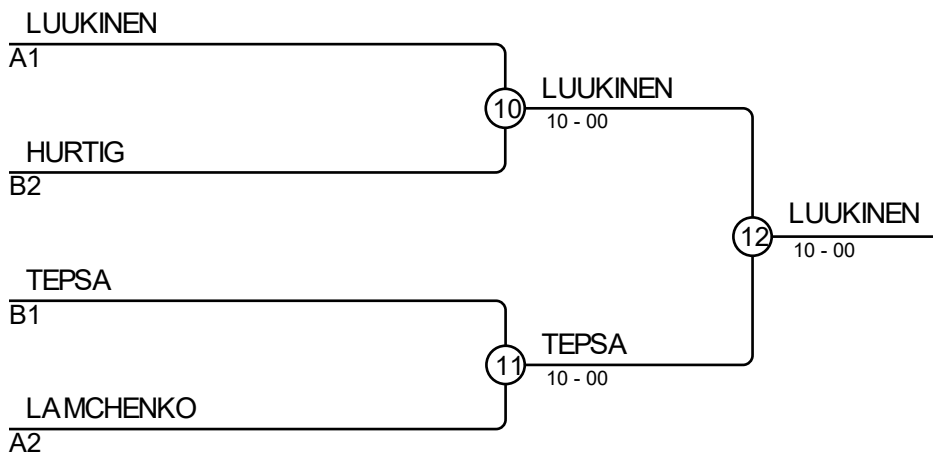 LUUKINEN
A1
10
LUUKINEN
10 - 00
HURTIG
B2
12
LUUKINEN
10 - 00
TEPSA
B1
11
TEPSA
10 - 00
LAMCHENKO
A2